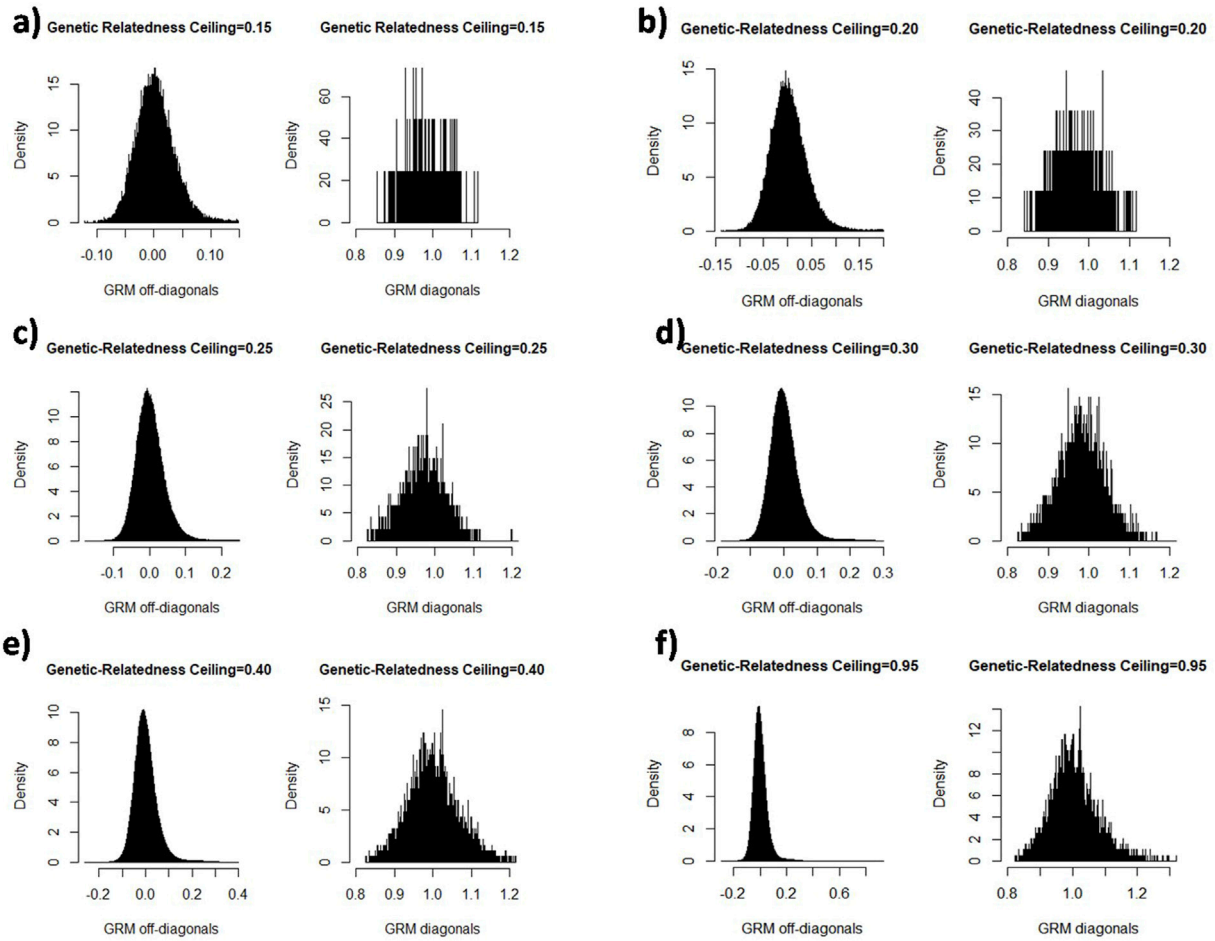 a) Genetic Relatedness Ceiling=0.15 Genetic Relatedness Ceiling=0.15
Density
0 5 10 15
-0.10 0.00 0.10
GRM off-diagonals
Density
0 20 40 60
0.8 0.9 1.0 1.1 1.2
GRM diagonals
b) Genetic-Relatedness Ceiling=0.20 Genetic-Relatedness Ceiling=0.20
Density
0 5 10 15
-0.15 -0.05 0.05 0.15
GRM off-diagonals
Density
0 10 20 30 40
0.8 0.9 1.0 1.1 1.2
GRM diagonals
c) Genetic-Relatedness Ceiling=0.25 Genetic-Relatedness Ceiling=0.25
Density
0 2 4 6 8 10
-0.1 0.0 0.1 0.2
GRM off-diagonals
Density
0 5 10 15 20 25
0.8 0.9 1.0 1.1 1.2
GRM diagonals
d) Genetic-Relatedness Ceiling=0.30 Genetic-Relatedness Ceiling=0.30
Density
0 2 4 6 8 10
-0.2 0.0 0.1 0.2 0.3
GRM off-diagonals
Density
0 5 10 15
0.8 0.9 1.0 1.1 1.2
GRM diagonals
e) Genetic-Relatedness Ceiling=0.40 Genetic-Relatedness Ceiling=0.40
Density
0 2 4 6 8 10
-0.2 0.0 0.2 0.4
GRM off-diagonals
Density
0 5 10 15
0.8 0.9 1.0 1.1 1.2
GRM diagonals
f) Genetic-Relatedness Ceiling=0.95 Genetic-Relatedness Ceiling=0.95
Density
0 2 4 6 8
-0.2 0.2 0.6
GRM off-diagonals
Density
0 2 4 6 8 12
0.8 1.0 1.2
GRM diagonals